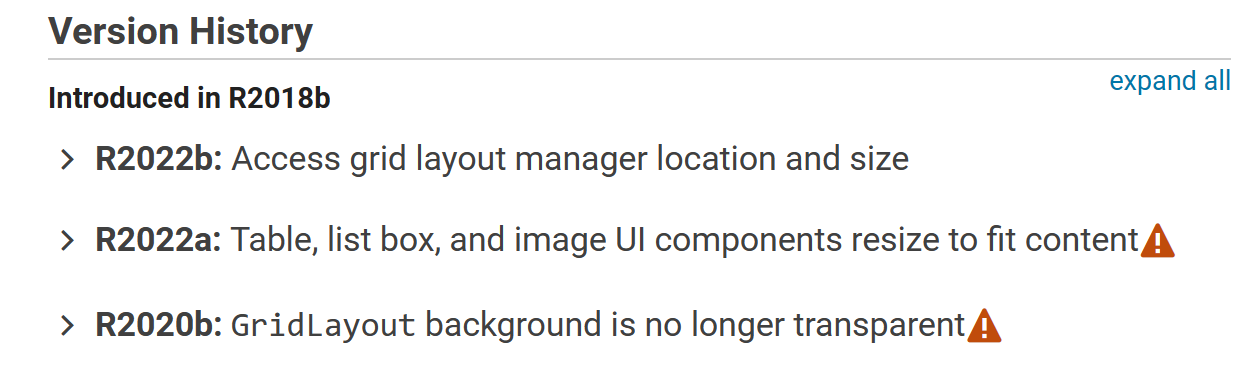 Version History
expand all
Introduced in R2018b
R2022b: Access grid layout manager location and size
R2022a: Table, list box, and image UI components resize to fit content
R2020b: GridLayout background is no longer transparent